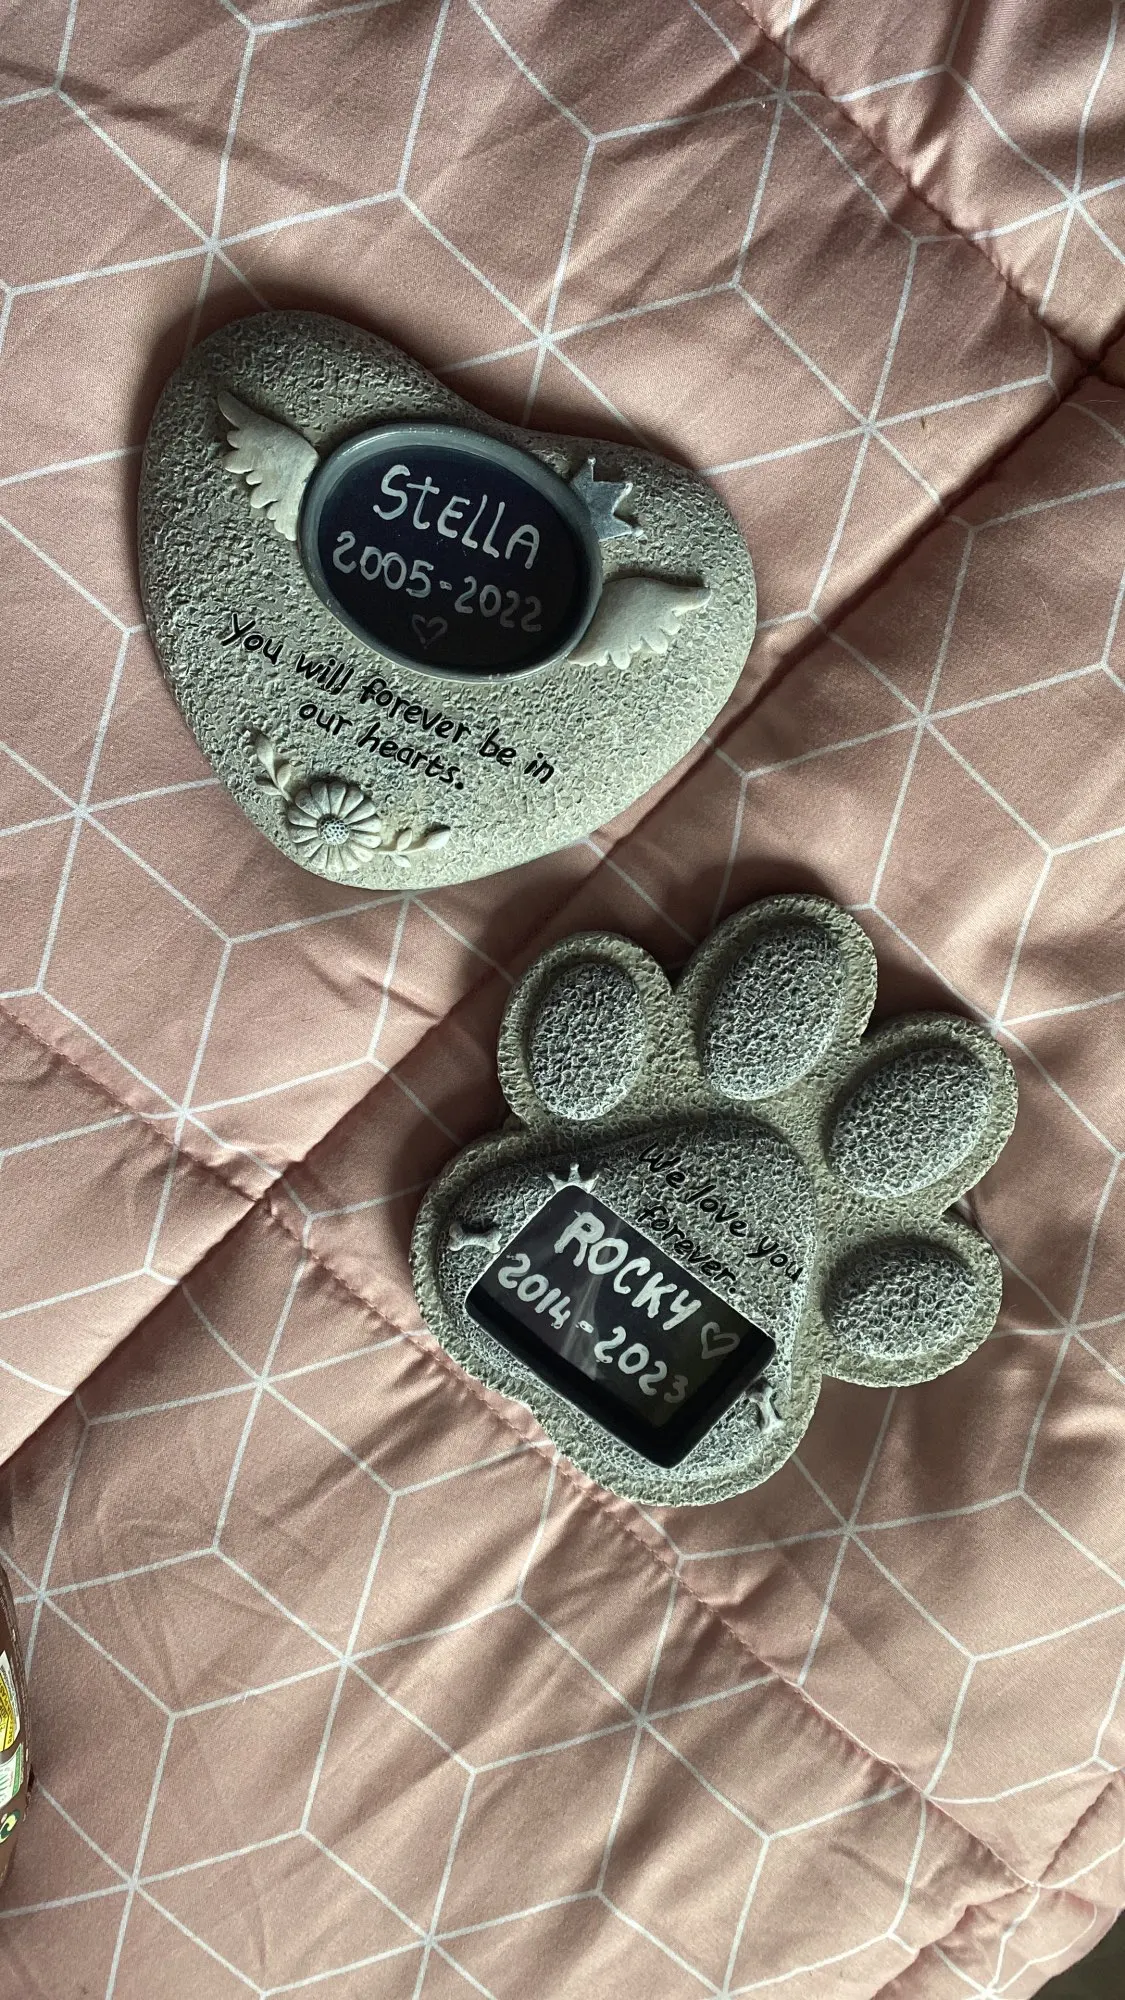 STELLA
2005-2022
♡
You will forever be in
our hearts.
We love you
forever.
ROCKY ♡
2014-2023